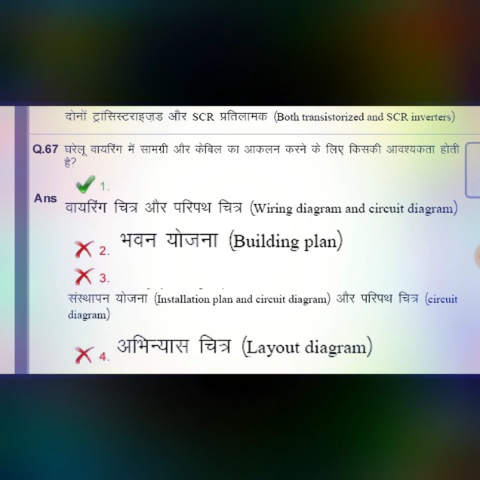 दोनों ट्रांसिस्टराइज़्ड और SCR प्रतिलामक (Both transistorized and SCR inverters)
Q.67 घरेलू वायरिंग में सामग्री और केबिल का आकलन करने के लिए किसकी आवश्यकता होती
है?
1.
Ans
वायरिंग चित्र और परिपथ चित्र (Wiring diagram and circuit diagram)
2. भवन योजना (Building plan)
3.
संस्थापन योजना (Installation plan and circuit diagram) और परिपथ चित्र (circuit
diagram)
4. अभिन्यास चित्र (Layout diagram)